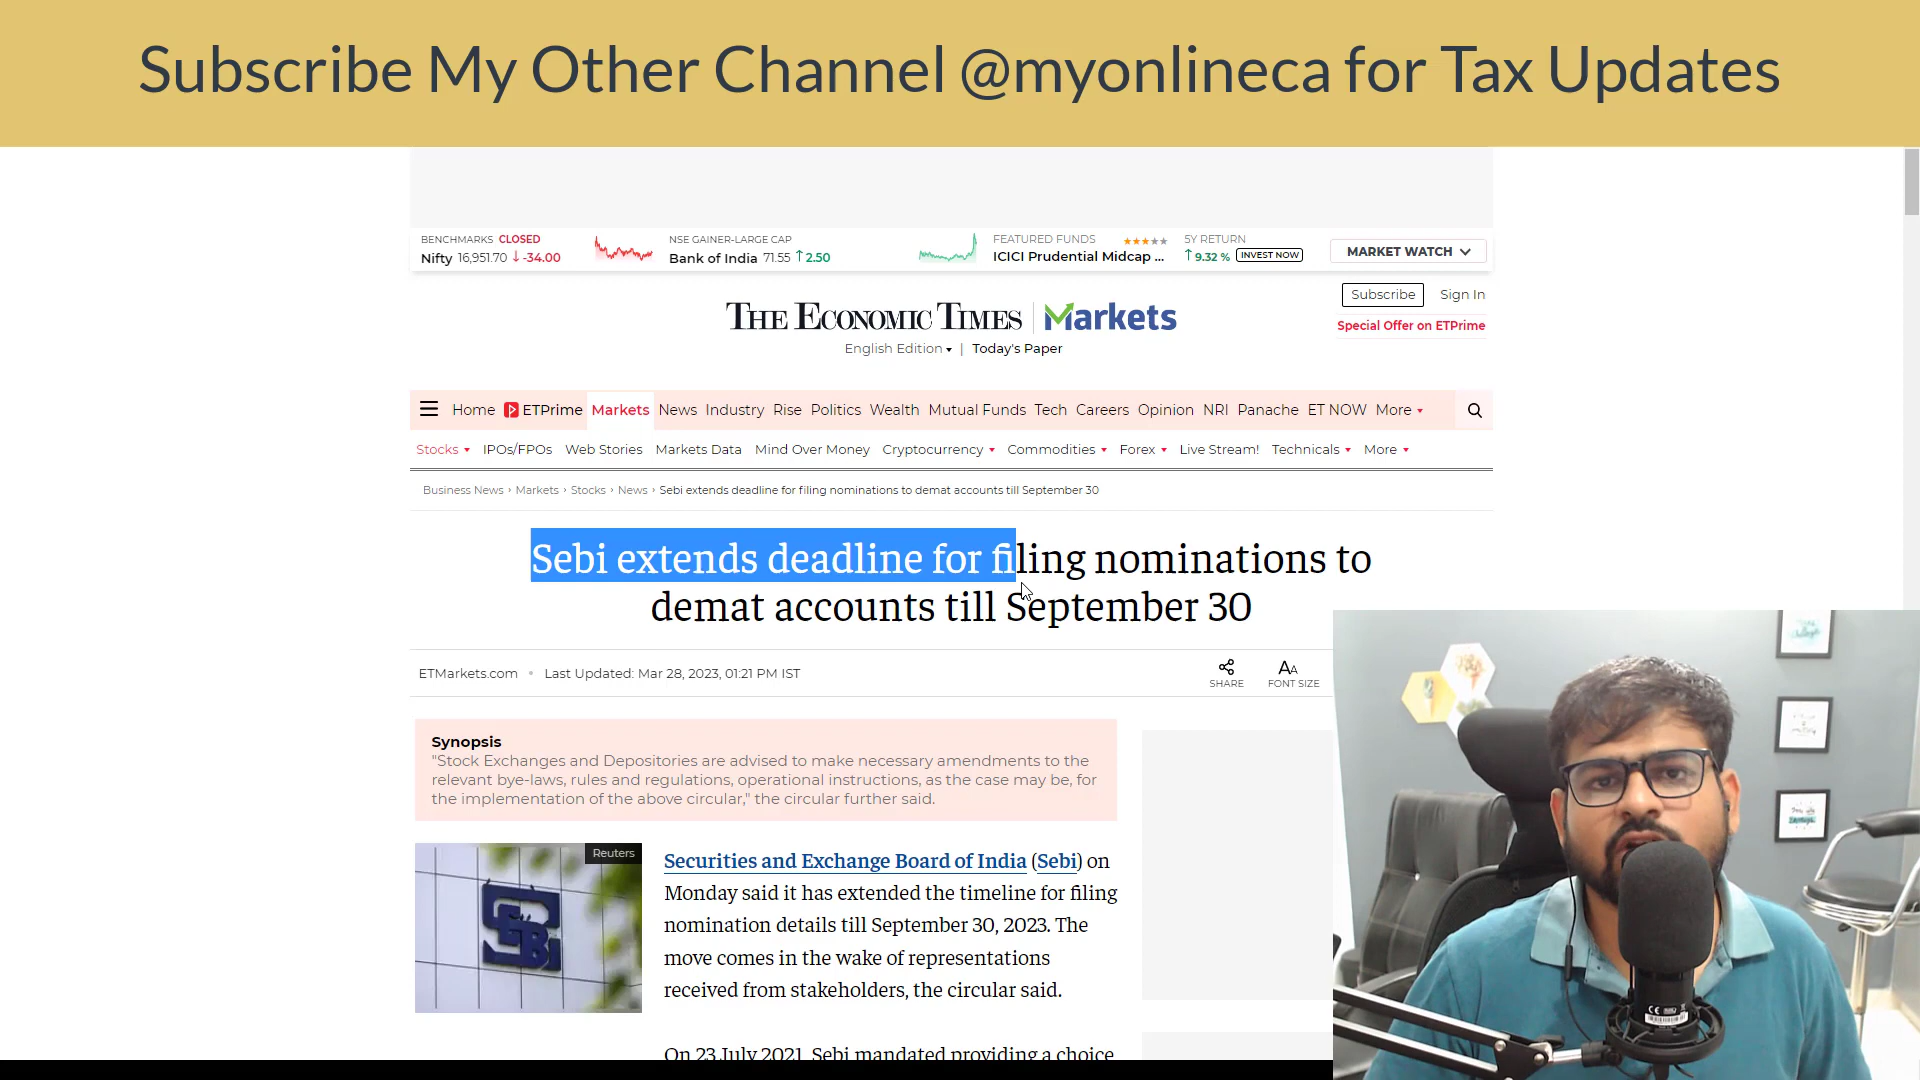 Subscribe My Other Channel @myonlineca for Tax Updates
BENCHMARKS CLOSED
Nifty 16,951.70 ↓ -34.00
NSE GAINER-LARGE CAP
Bank of India 71.55 ↑ 2.50
FEATURED FUNDS ★★★★★
ICICI Prudential Midcap ...
5Y RETURN
↑ 9.32 % INVEST NOW
MARKET WATCH
THE ECONOMIC TIMES | Markets
English Edition | Today's Paper
Subscribe Sign In
Special Offer on ETPrime
Home ETPrime Markets News Industry Rise Politics Wealth Mutual Funds Tech Careers Opinion NRI Panache ET NOW More
Stocks IPOs/FPOs Web Stories Markets Data Mind Over Money Cryptocurrency Commodities Forex Live Stream! Technicals More
Business News › Markets › Stocks › News › Sebi extends deadline for filing nominations to demat accounts till September 30
Sebi extends deadline for filing nominations to
demat accounts till September 30
ETMarkets.com • Last Updated: Mar 28, 2023, 01:21 PM IST
SHARE
AA
FONT SIZE
Synopsis
"Stock Exchanges and Depositories are advised to make necessary amendments to the
relevant bye-laws, rules and regulations, operational instructions, as the case may be, for
the implementation of the above circular," the circular further said.
Reuters
SEBI
Securities and Exchange Board of India (Sebi) on
Monday said it has extended the timeline for filing
nomination details till September 30, 2023. The
move comes in the wake of representations
received from stakeholders, the circular said.
On 23 July 2021, Sebi mandated providing a choice